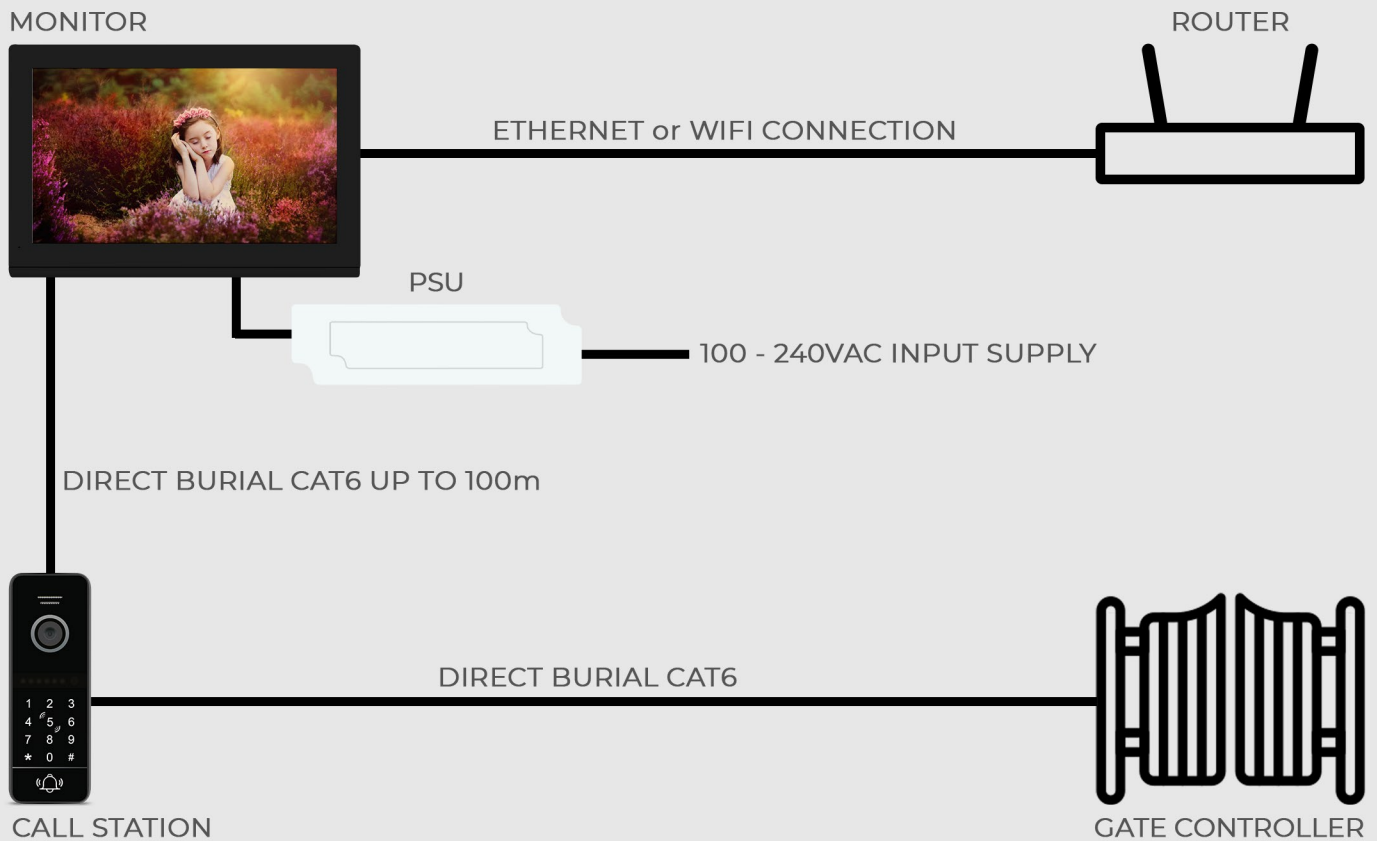 MONITOR
ROUTER
ETHERNET or WIFI CONNECTION
PSU
100 - 240VAC INPUT SUPPLY
DIRECT BURIAL CAT6 UP TO 100m
1 2 3
4 5 6
7 8 9
* 0 #
DIRECT BURIAL CAT6
CALL STATION
GATE CONTROLLER